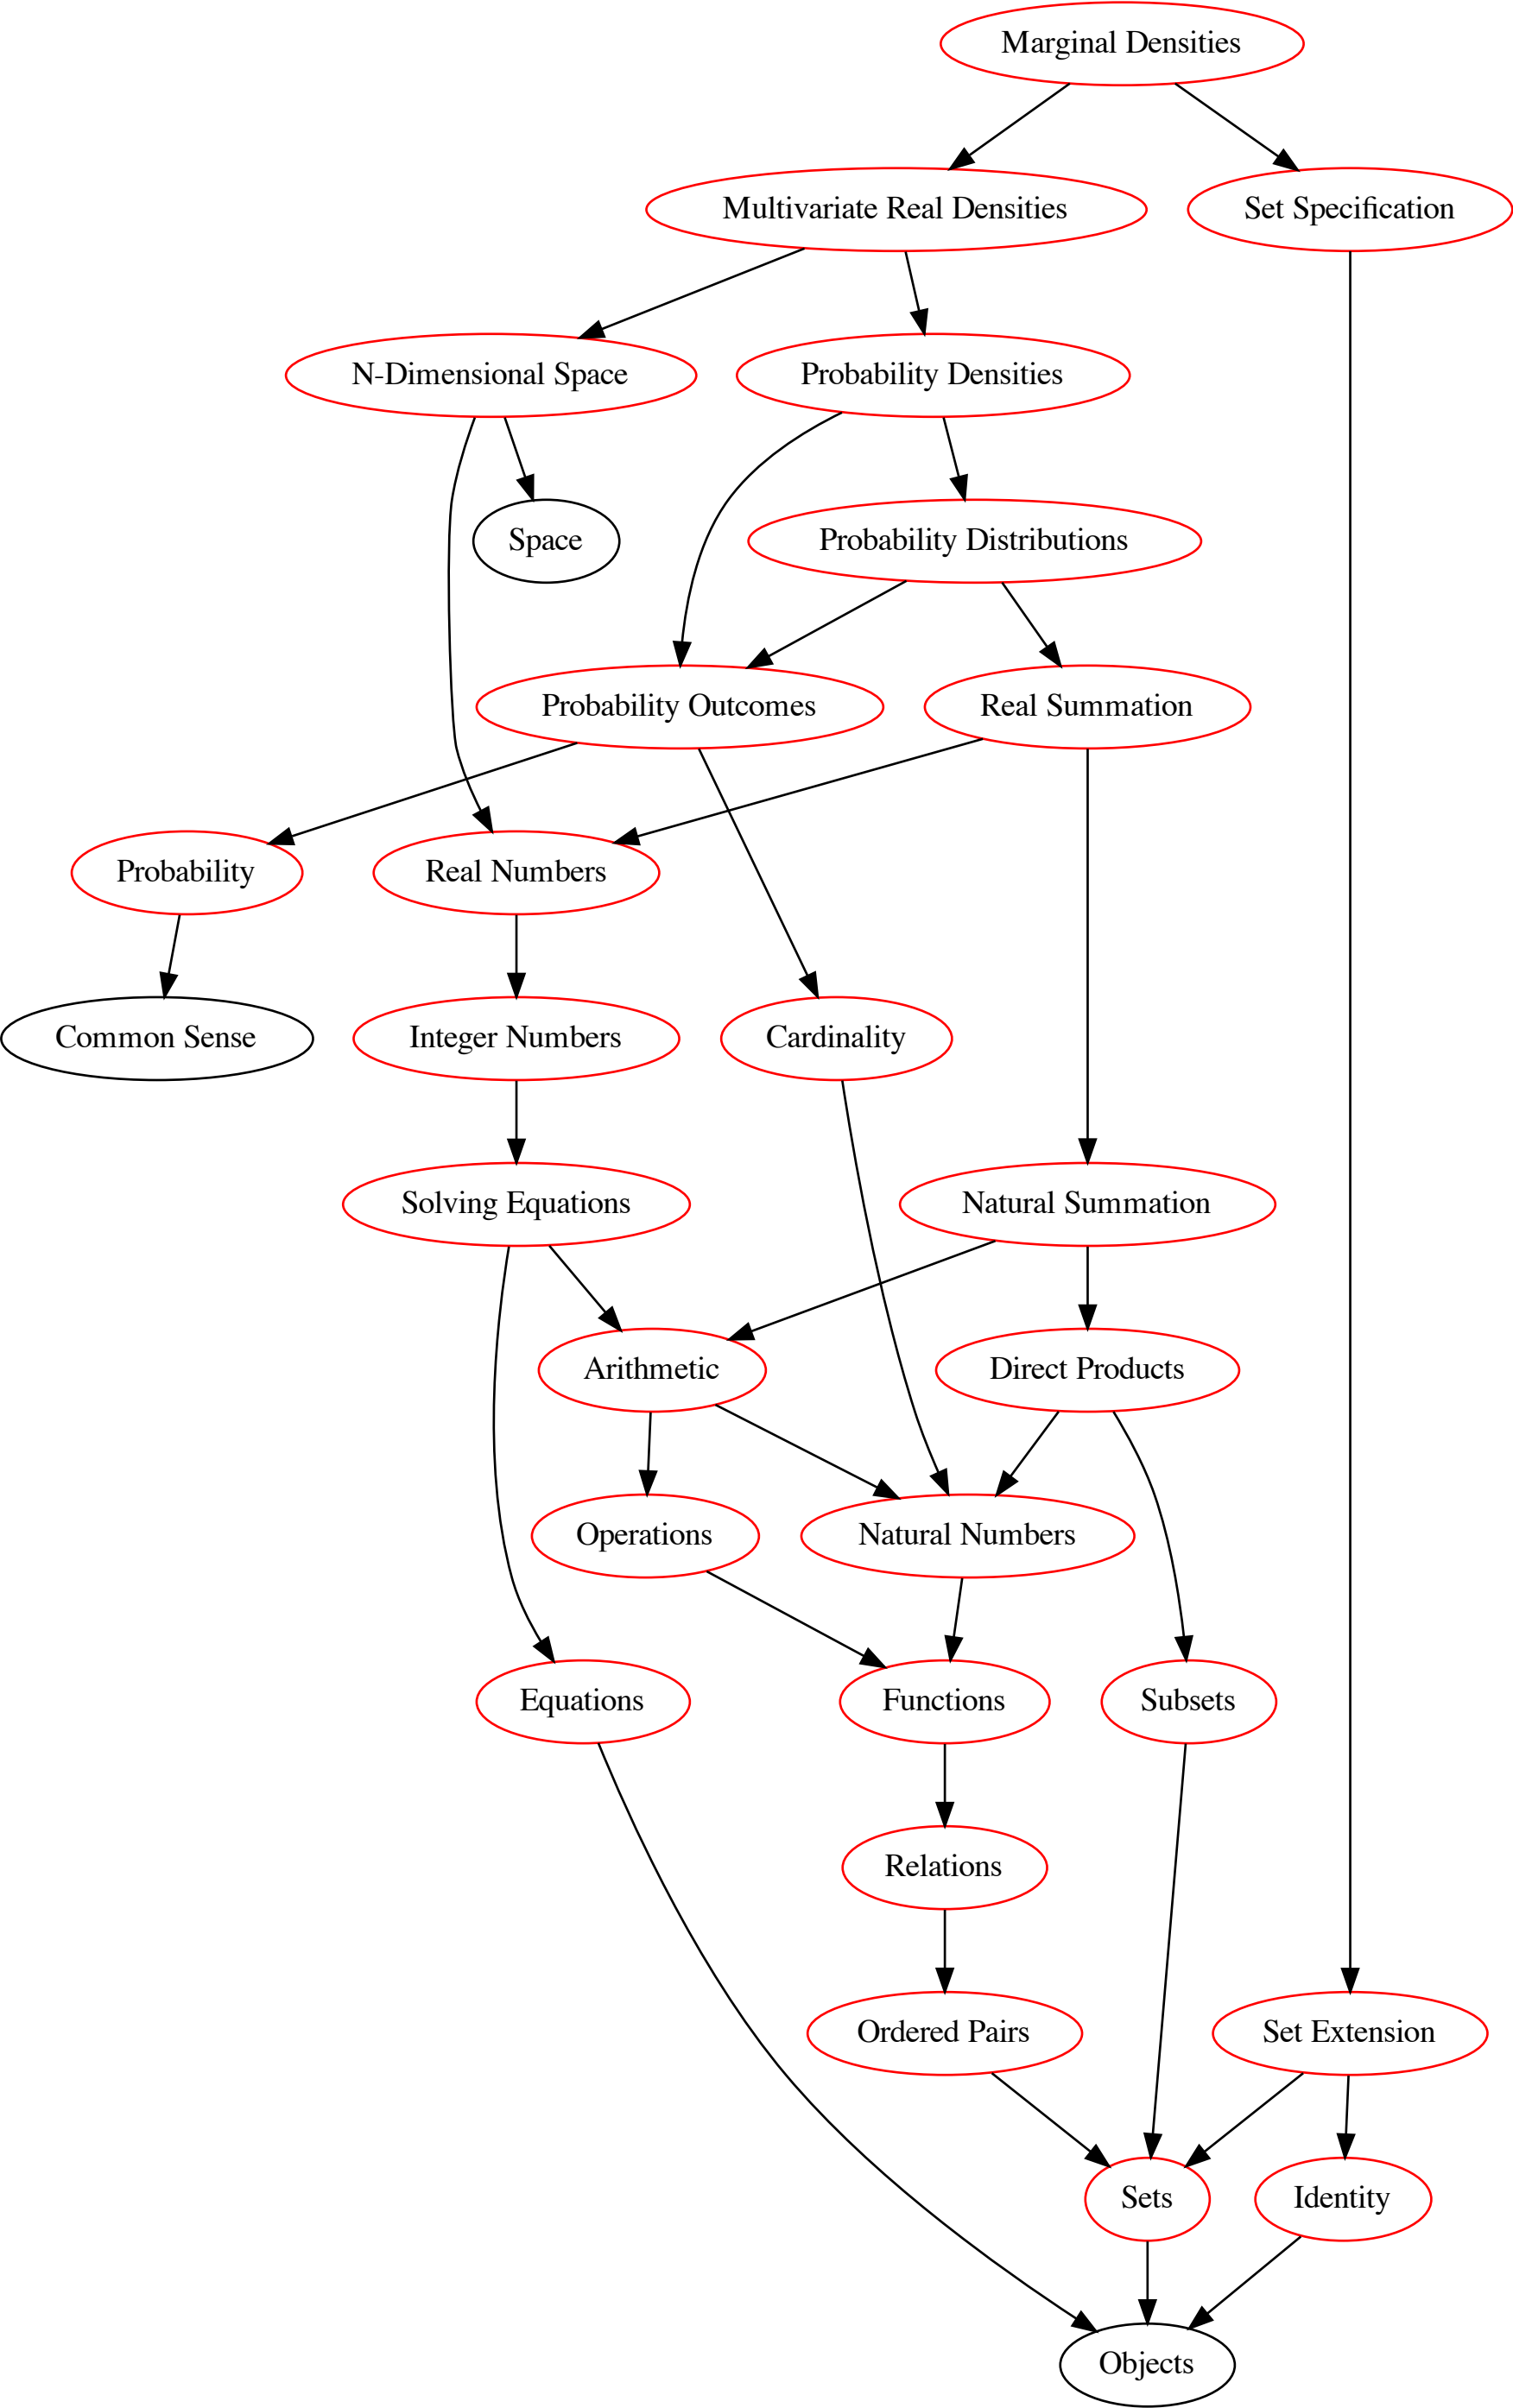 Marginal Densities
Multivariate Real Densities
Set Specification
N-Dimensional Space
Probability Densities
Space
Probability Distributions
Probability Outcomes
Real Summation
Probability
Real Numbers
Common Sense
Integer Numbers
Cardinality
Solving Equations
Natural Summation
Arithmetic
Direct Products
Operations
Natural Numbers
Equations
Functions
Subsets
Relations
Ordered Pairs
Set Extension
Sets
Identity
Objects